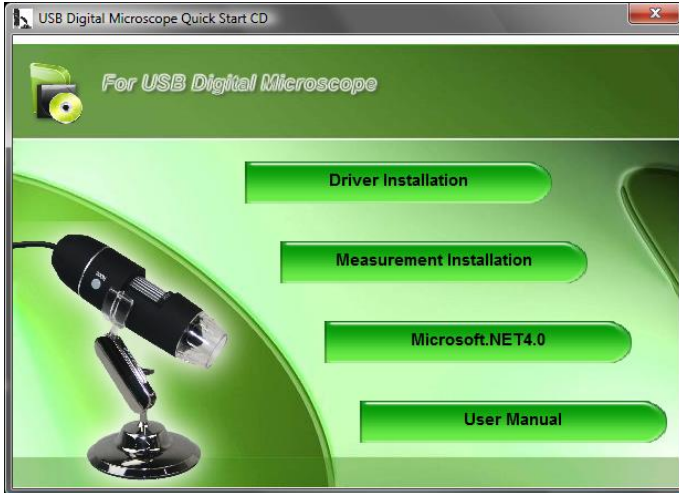 USB Digital Microscope Quick Start CD
For USB Digital Microscope
Driver Installation
Measurement Installation
Microsoft.NET4.0
User Manual